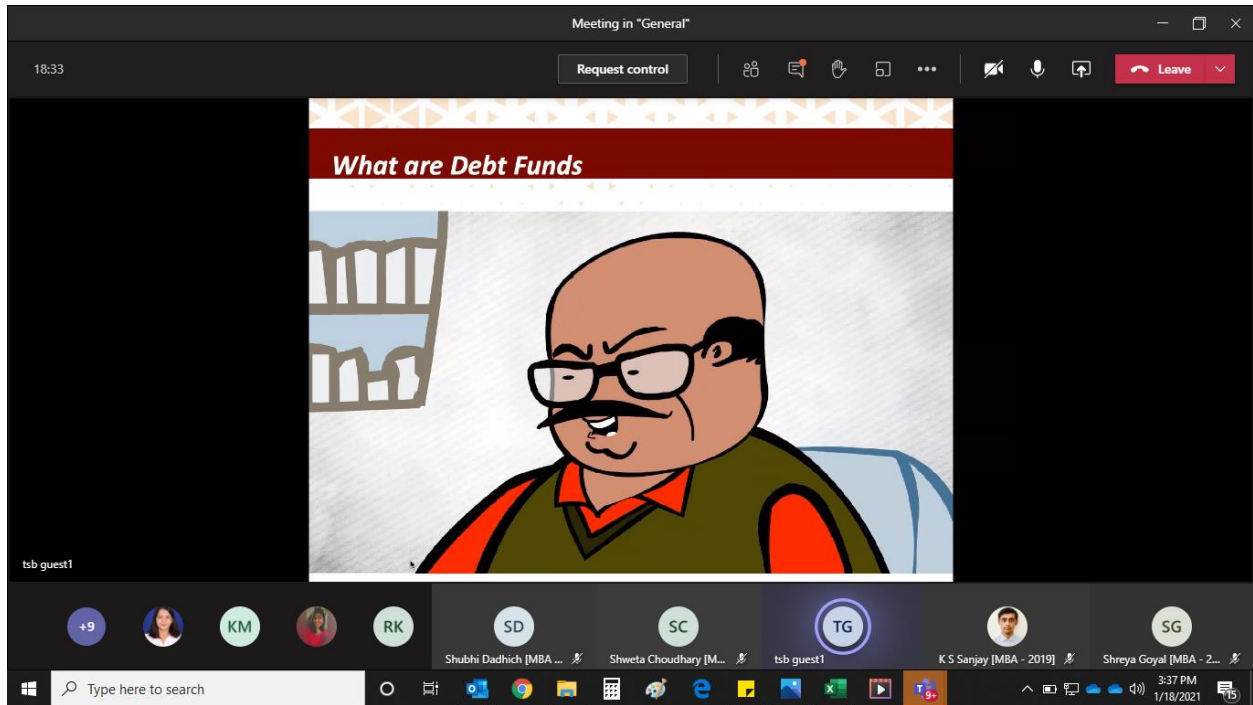 Meeting in "General"
18:33
Request control
Leave
What are Debt Funds
tsb guest1
+9
KM
RK
SD
SC
TG
SG
Shubhi Dadhich [MBA ...
Shweta Choudhary [M...
tsb guest1
K S Sanjay [MBA - 2019]
Shreya Goyal [MBA - 2...
Type here to search
9+
3:37 PM
1/18/2021
15